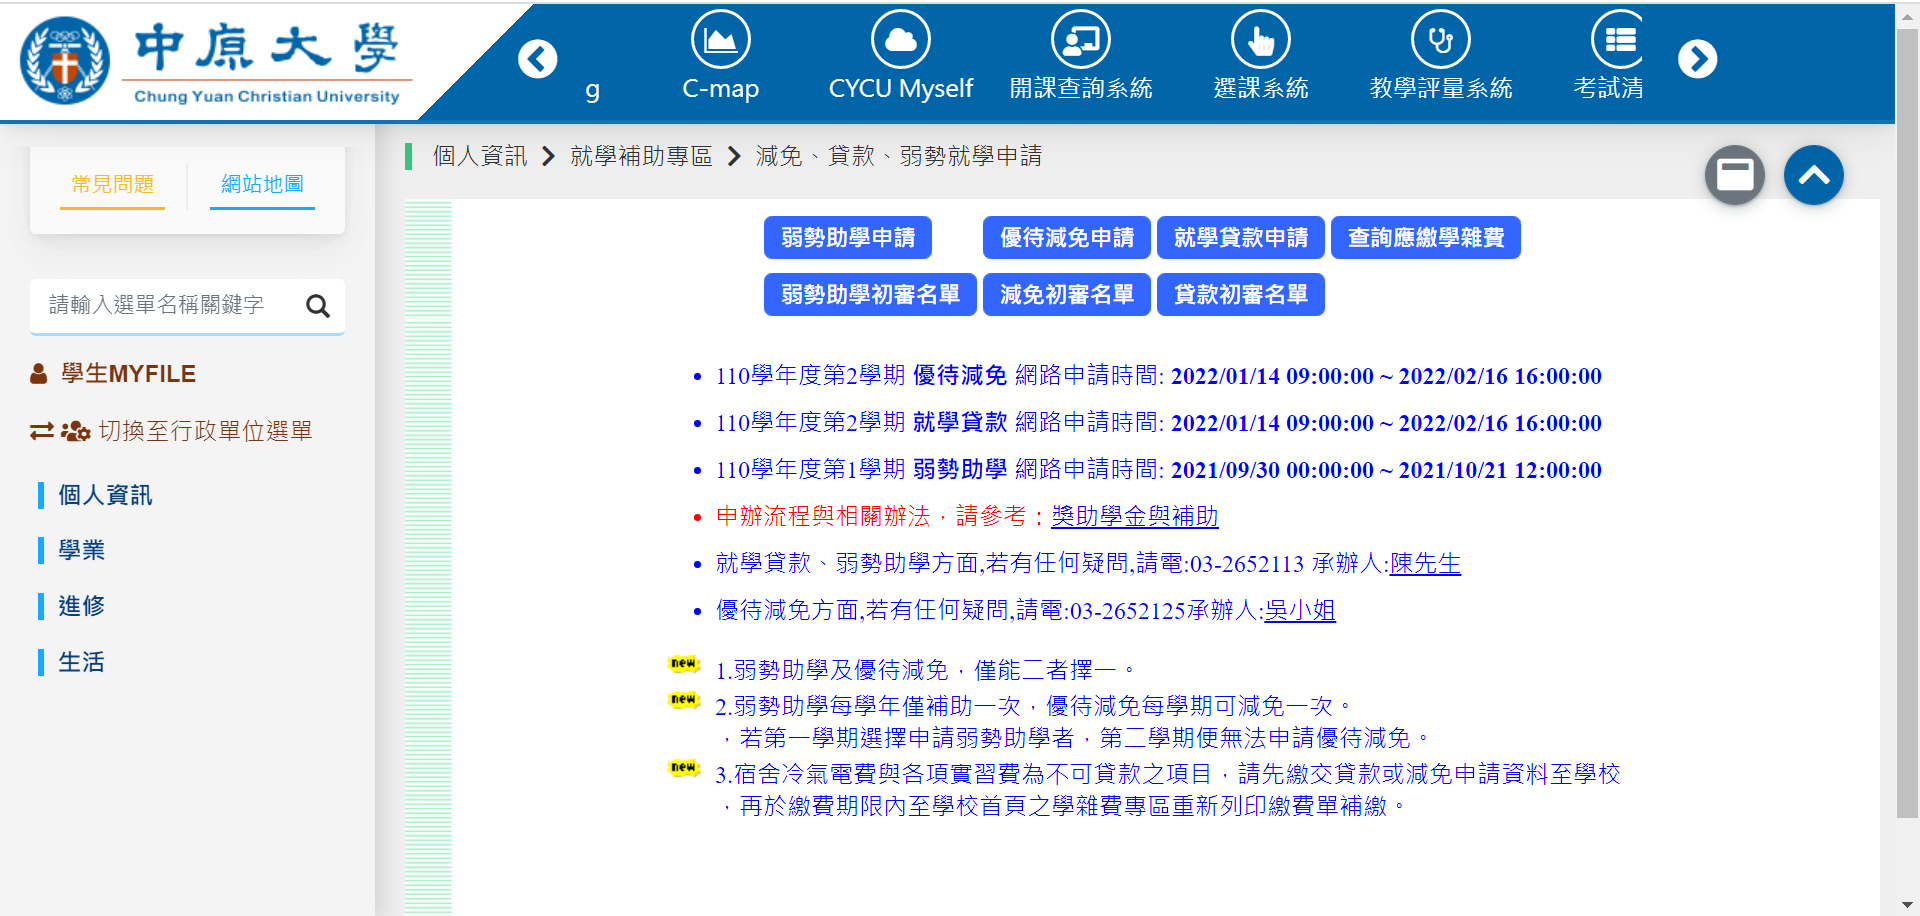 中原大學
Chung Yuan Christian University
g
C-map
CYCU Myself
開課查詢系統
選課系統
教學評量系統
考試清
常見問題
網站地圖
請輸入選單名稱關鍵字
學生MYFILE
切換至行政單位選單
個人資訊
學業
進修
生活
個人資訊 > 就學補助專區 > 減免、貸款、弱勢就學申請
弱勢助學申請 優待減免申請 就學貸款申請 查詢應繳學雜費
弱勢助學初審名單 減免初審名單 貸款初審名單
110學年度第2學期 優待減免 網路申請時間: 2022/01/14 09:00:00 ~ 2022/02/16 16:00:00
110學年度第2學期 就學貸款 網路申請時間: 2022/01/14 09:00:00 ~ 2022/02/16 16:00:00
110學年度第1學期 弱勢助學 網路申請時間: 2021/09/30 00:00:00 ~ 2021/10/21 12:00:00
申辦流程與相關辦法，請參考：獎助學金與補助
就學貸款、弱勢助學方面,若有任何疑問,請電:03-2652113 承辦人:陳先生
優待減免方面,若有任何疑問,請電:03-2652125承辦人:吳小姐
new 1.弱勢助學及優待減免，僅能二者擇一。
new 2.弱勢助學每學年僅補助一次，優待減免每學期可減免一次。
，若第一學期選擇申請弱勢助學者，第二學期便無法申請優待減免。
new 3.宿舍冷氣電費與各項實習費為不可貸款之項目，請先繳交貸款或減免申請資料至學校
，再於繳費期限內至學校首頁之學雜費專區重新列印繳費單補繳。